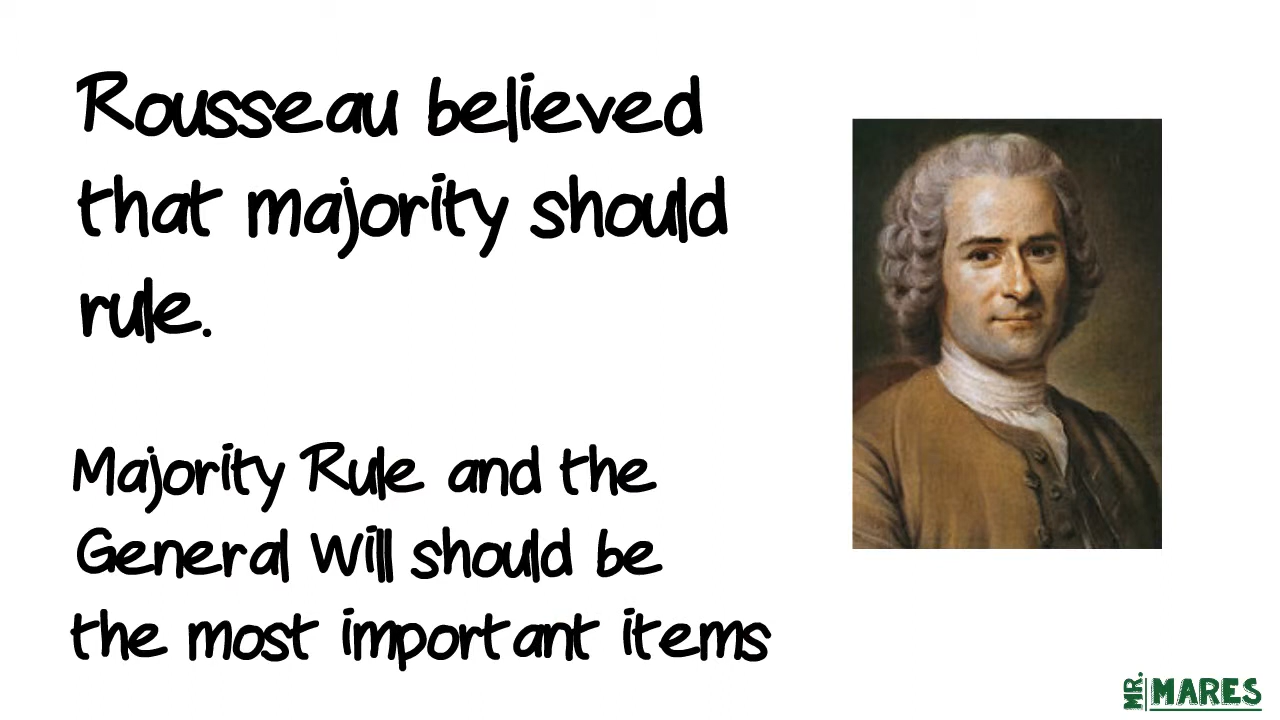 Rousseau believed
that majority should
rule.
Majority Rule and the
General Will should be
the most important items
MR. MARES